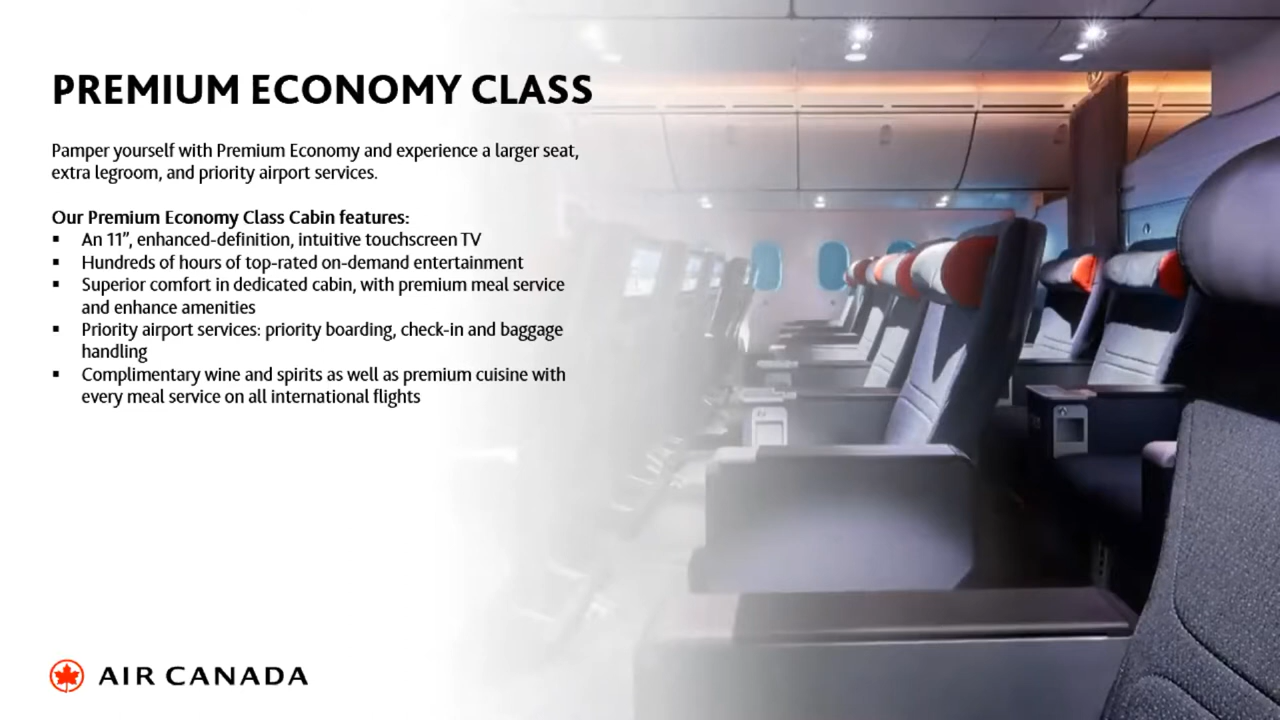 PREMIUM ECONOMY CLASS
Pamper yourself with Premium Economy and experience a larger seat,
extra legroom, and priority airport services.
Our Premium Economy Class Cabin features:
▪ An 11”, enhanced-definition, intuitive touchscreen TV
▪ Hundreds of hours of top-rated on-demand entertainment
▪ Superior comfort in dedicated cabin, with premium meal service
and enhance amenities
▪ Priority airport services: priority boarding, check-in and baggage
handling
▪ Complimentary wine and spirits as well as premium cuisine with
every meal service on all international flights
AIR CANADA